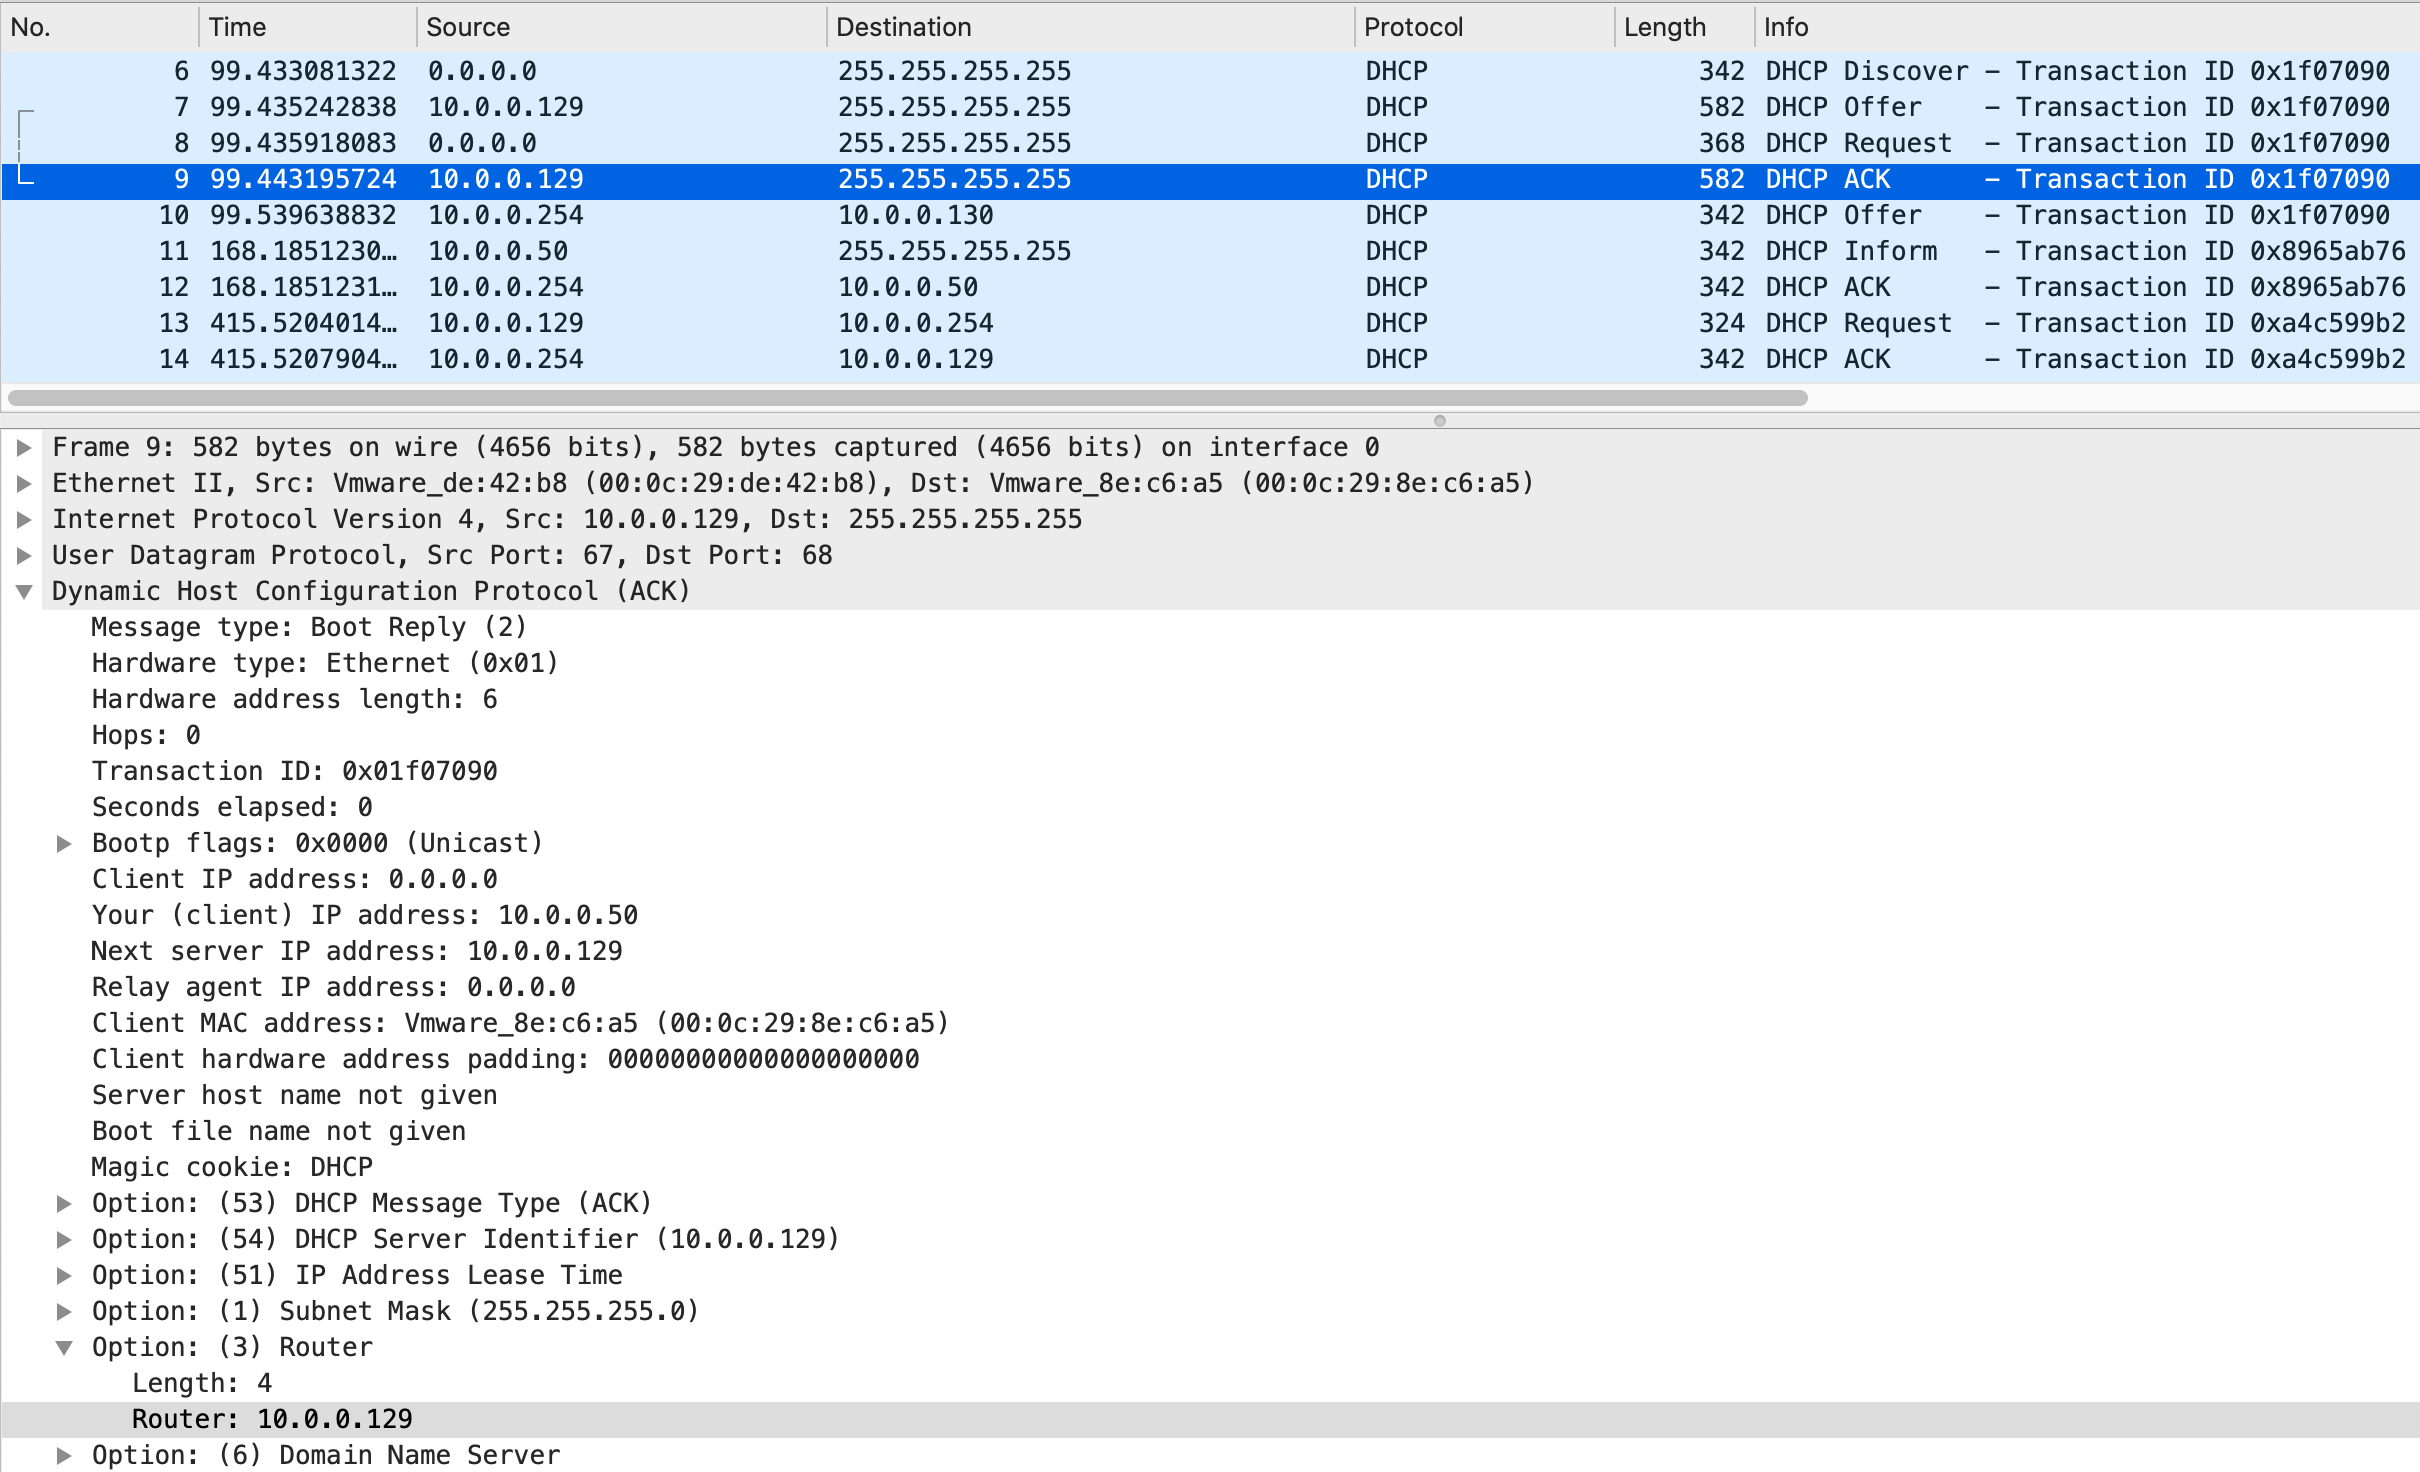 No. Time Source Destination Protocol Length Info
6 99.433081322 0.0.0.0 255.255.255.255 DHCP 342 DHCP Discover – Transaction ID 0x1f07090
7 99.435242838 10.0.0.129 255.255.255.255 DHCP 582 DHCP Offer – Transaction ID 0x1f07090
8 99.435918083 0.0.0.0 255.255.255.255 DHCP 368 DHCP Request – Transaction ID 0x1f07090
9 99.443195724 10.0.0.129 255.255.255.255 DHCP 582 DHCP ACK – Transaction ID 0x1f07090
10 99.539638832 10.0.0.254 10.0.0.130 DHCP 342 DHCP Offer – Transaction ID 0x1f07090
11 168.1851230… 10.0.0.50 255.255.255.255 DHCP 342 DHCP Inform – Transaction ID 0x8965ab76
12 168.1851231… 10.0.0.254 10.0.0.50 DHCP 342 DHCP ACK – Transaction ID 0x8965ab76
13 415.5204014… 10.0.0.129 10.0.0.254 DHCP 324 DHCP Request – Transaction ID 0xa4c599b2
14 415.5207904… 10.0.0.254 10.0.0.129 DHCP 342 DHCP ACK – Transaction ID 0xa4c599b2
Frame 9: 582 bytes on wire (4656 bits), 582 bytes captured (4656 bits) on interface 0
Ethernet II, Src: Vmware_de:42:b8 (00:0c:29:de:42:b8), Dst: Vmware_8e:c6:a5 (00:0c:29:8e:c6:a5)
Internet Protocol Version 4, Src: 10.0.0.129, Dst: 255.255.255.255
User Datagram Protocol, Src Port: 67, Dst Port: 68
Dynamic Host Configuration Protocol (ACK)
Message type: Boot Reply (2)
Hardware type: Ethernet (0x01)
Hardware address length: 6
Hops: 0
Transaction ID: 0x01f07090
Seconds elapsed: 0
Bootp flags: 0x0000 (Unicast)
Client IP address: 0.0.0.0
Your (client) IP address: 10.0.0.50
Next server IP address: 10.0.0.129
Relay agent IP address: 0.0.0.0
Client MAC address: Vmware_8e:c6:a5 (00:0c:29:8e:c6:a5)
Client hardware address padding: 00000000000000000000
Server host name not given
Boot file name not given
Magic cookie: DHCP
Option: (53) DHCP Message Type (ACK)
Option: (54) DHCP Server Identifier (10.0.0.129)
Option: (51) IP Address Lease Time
Option: (1) Subnet Mask (255.255.255.0)
Option: (3) Router
Length: 4
Router: 10.0.0.129
Option: (6) Domain Name Server